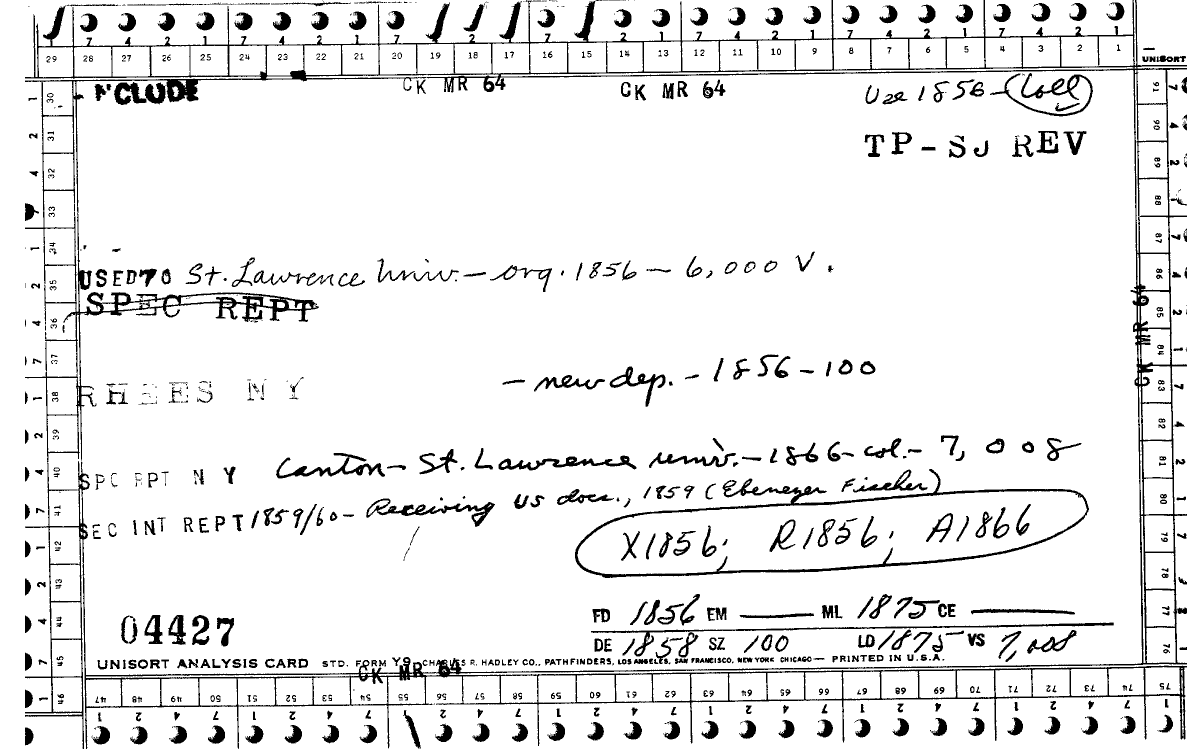 7 4 2 1 7 4 2 1 7 2 1 7 2 1 7 4 2 1 7 4 2 1 7 4 2 1
29 28 27 26 25 24 23 22 21 20 19 18 17 16 15 14 13 12 11 10 9 8 7 6 5 4 3 2 1
UNISORT
CK MR 64 CK MR 64 Use 1856 - Coll
TP-SJ REV
USED 70 St. Lawrence Univ. - org. 1856 - 6,000 V.
SPEC REPT
RHEES N Y - new dep. - 1856 - 100
SPC RPT N Y Canton - St. Lawrence Univ. - 1866 - col. - 7,008
SEC INT REPT 1859/60 - Receiving US docs., 1859 (Ebenezer Fischer)
X1856; R1856; A1866
FD 1856 EM ——— ML 1875 CE ———
04427
DE 1858 SZ 100 LD 1875 VS 7,008
UNISORT ANALYSIS CARD STD. FORM Y9 CHARLES R. HADLEY CO., PATHFINDERS, LOS ANGELES, SAN FRANCISCO, NEW YORK CHICAGO — PRINTED IN U.S.A.
CK MR 64
CK MR 64
30 31 32 33 34 35 36 37 38 39 40 41 42 43 44 45 46
47 48 49 50 51 52 53 54 55 56 57 58 59 60 61 62 63 64 65 66 67 68 69 70 71 72 73 74 75
76 77 78 79 80 81 82 83 84 85 86 87 88 89 90 91